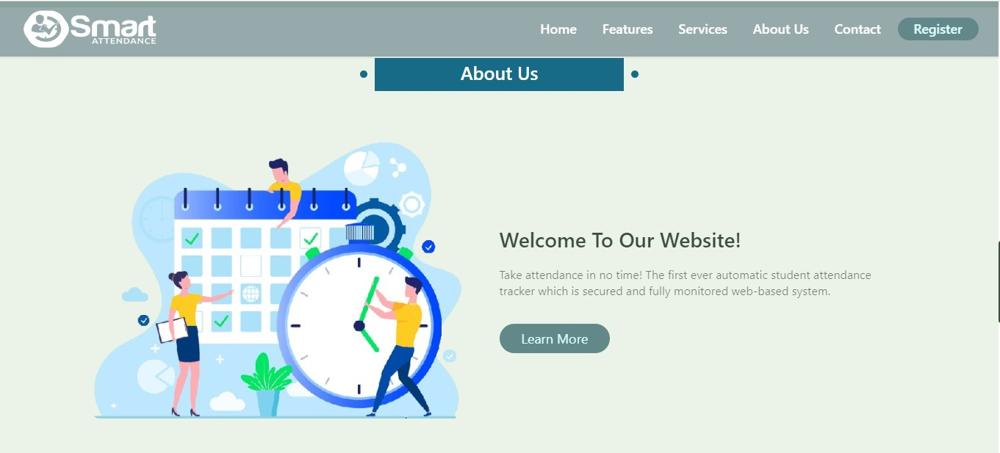 Smart
ATTENDANCE
Home Features Services About Us Contact Register
About Us
Welcome To Our Website!
Take attendance in no time! The first ever automatic student attendance
tracker which is secured and fully monitored web-based system.
Learn More